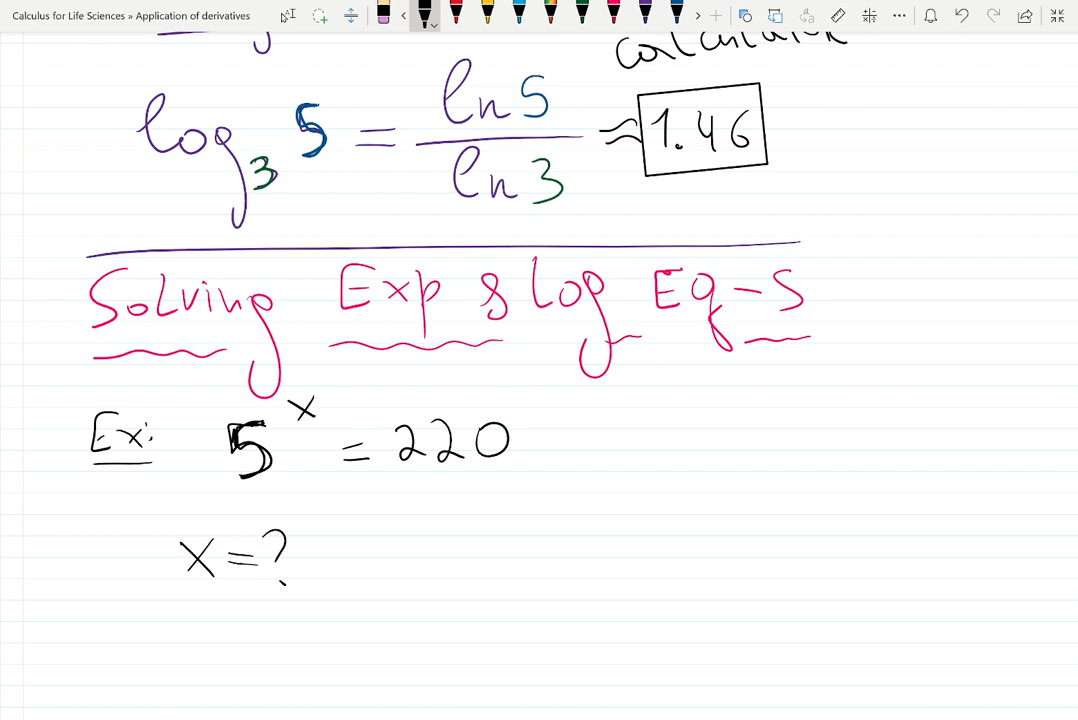 Calculus for Life Sciences » Application of derivatives
calculator
log₃ 5 = ln 5 / ln 3 ≈ 1.46
Solving Exp & log Eq-s
Ex: 5ˣ = 220
x = ?